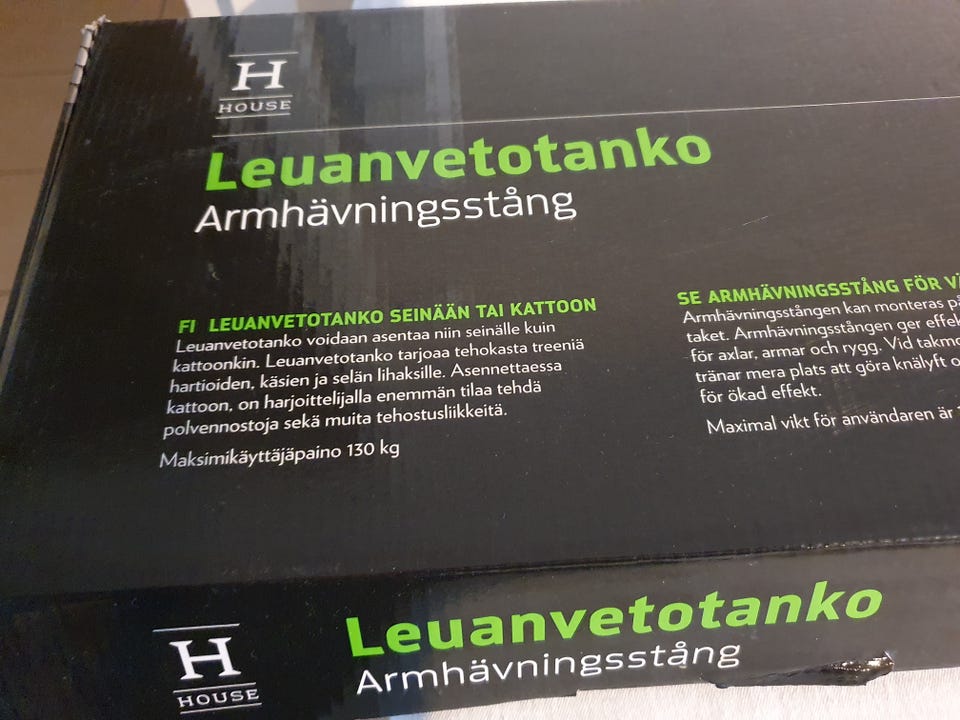 H
HOUSE
Leuanvetotanko
Armhävningsstång
FI LEUANVETOTANKO SEINÄÄN TAI KATTOON
Leuanvetotanko voidaan asentaa niin seinälle kuin
kattoonkin. Leuanvetotanko tarjoaa tehokasta treeniä
hartioiden, käsien ja selän lihaksille. Asennettaessa
kattoon, on harjoittelijalla enemmän tilaa tehdä
polvennostoja sekä muita tehostusliikkeitä.
Maksimikäyttäjäpaino 130 kg
SE ARMHÄVNINGSSTÅNG FÖR
Armhävningsstången kan monteras
taket. Armhävningsstången ger
för axlar, armar och rygg. Vid
tränar mera plats att göra knälyft
för ökad effekt.
Maximal vikt för användaren är
H
HOUSE
Leuanvetotanko
Armhävningsstång